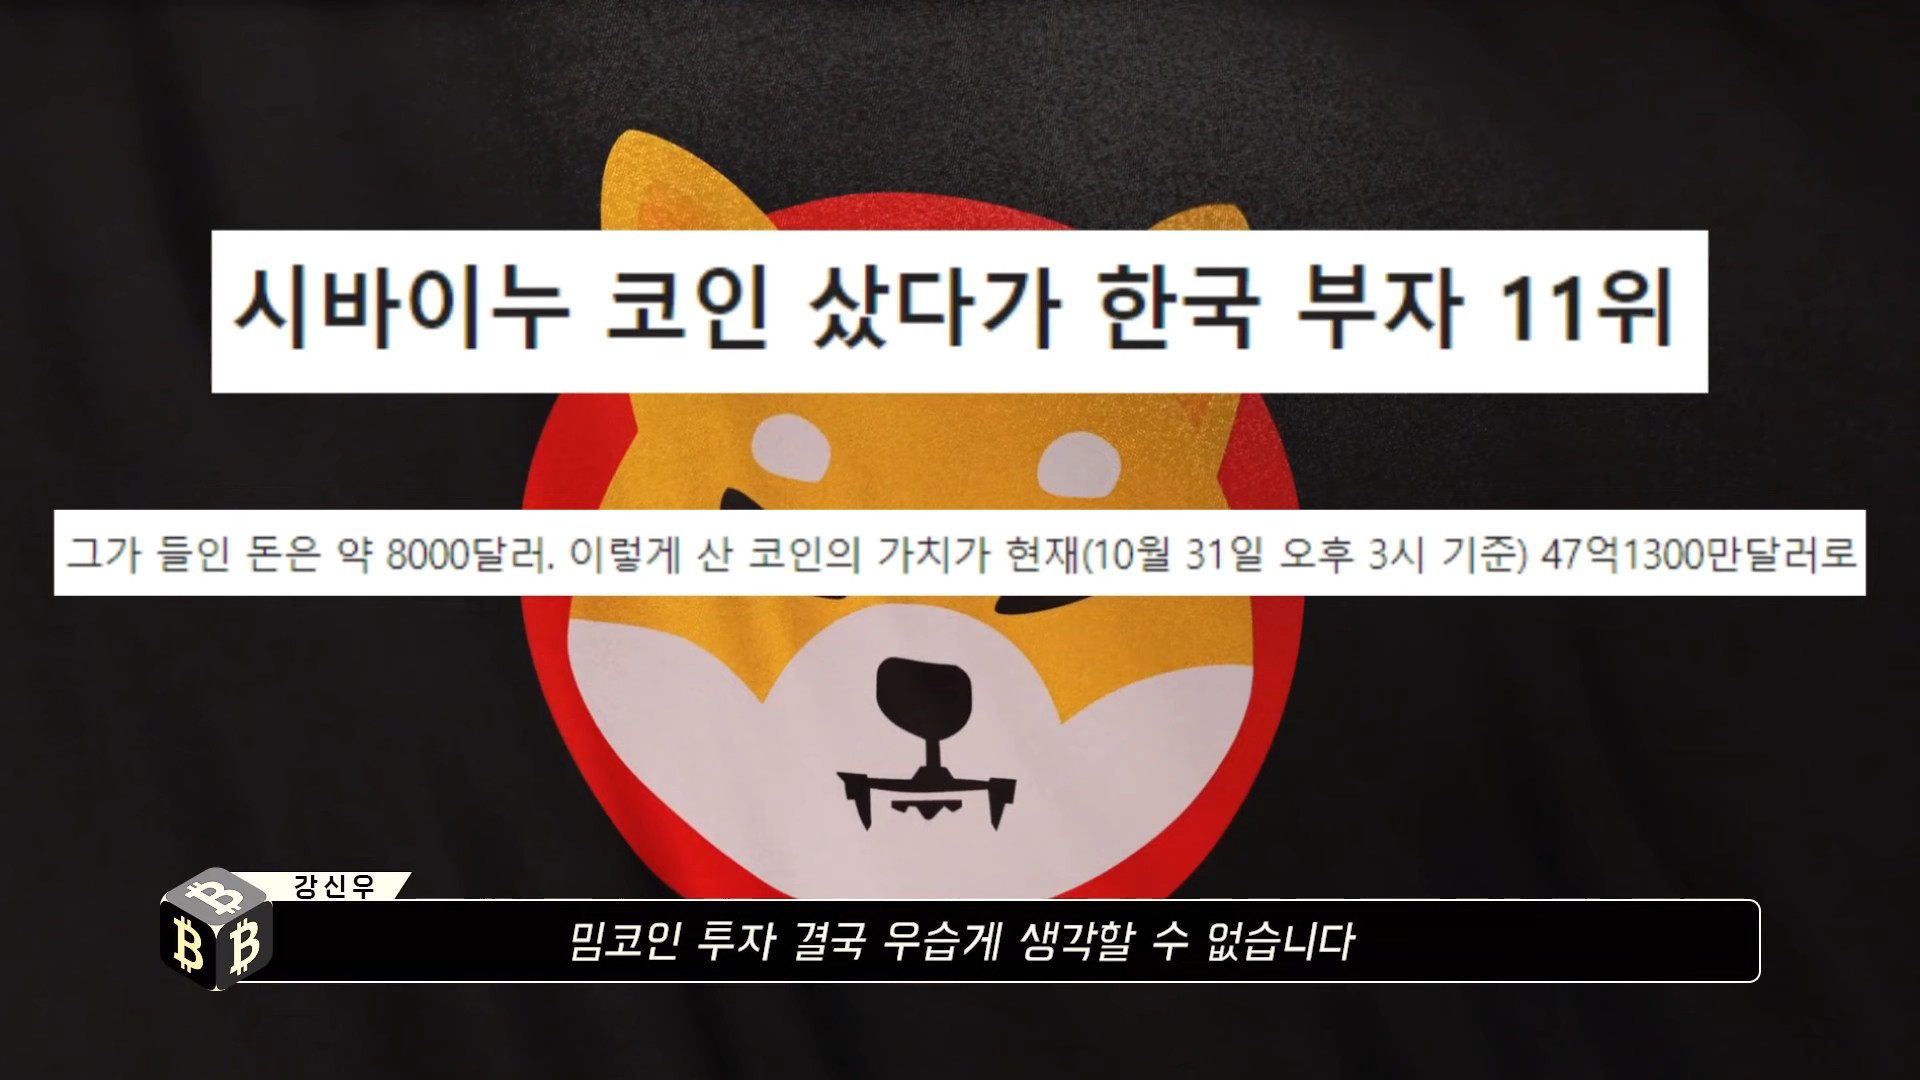 시바이누 코인 샀다가 한국 부자 11위
그가 들인 돈은 약 8000달러. 이렇게 산 코인의 가치가 현재(10월 31일 오후 3시 기준) 47억1300만달러로
강신우
밈코인 투자 결국 우습게 생각할 수 없습니다